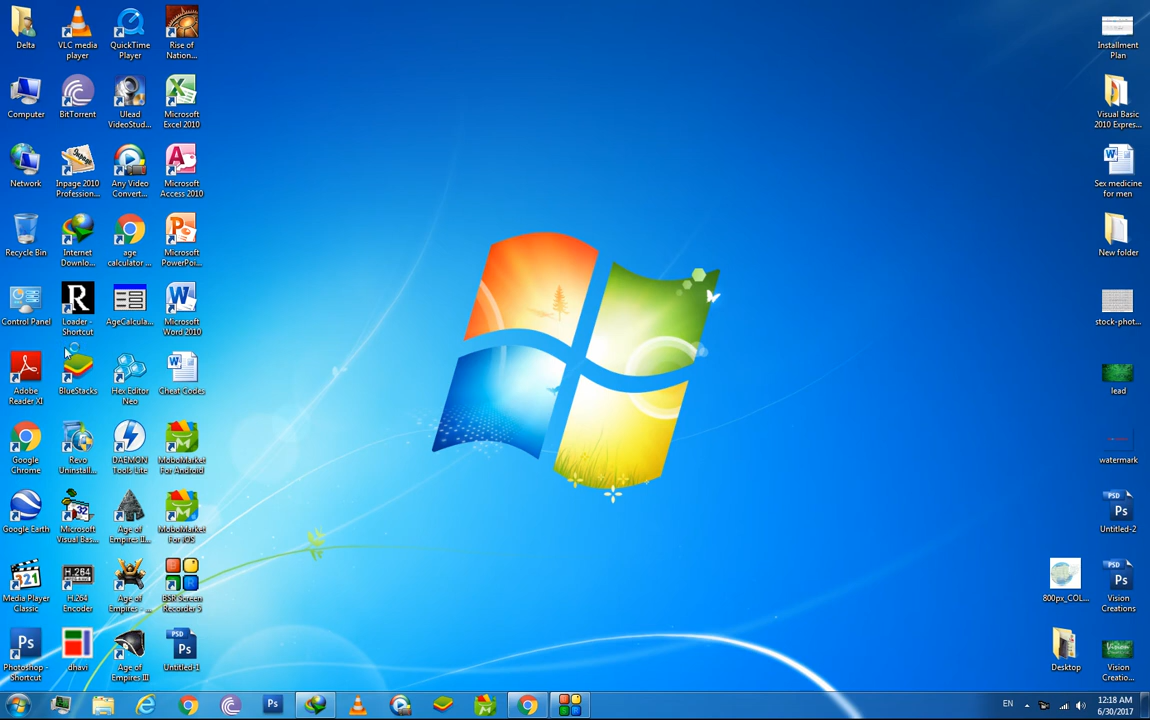 Delta
VLC media
player
QuickTime
Player
Rise of
Nation...
Computer
BitTorrent
Ulead
VideoStud...
Microsoft
Excel 2010
Network
Inpage 2010
Profession...
Any Video
Convert...
Microsoft
Access 2010
Recycle Bin
Internet
Downlo...
age
calculator ...
Microsoft
PowerPoi...
Control Panel
Loader -
Shortcut
AgeCalcula...
Microsoft
Word 2010
Adobe
Reader XI
BlueStacks
Hex Editor
Neo
Cheat Codes
Google
Chrome
Revo
Uninstall...
DAEMON
Tools Lite
MoboMarket
For Android
Google Earth
Microsoft
Visual Bas...
Age of
Empires II...
MoboMarket
For iOS
Media Player
Classic
H.264
Encoder
Age of
Empires - ...
BSR Screen
Recorder 5
Photoshop -
Shortcut
dhavi
Age of
Empires III
Untitled-1
Installment
Plan
Visual Basic
2010 Expres...
Sex medicine
for men
New folder
stock-phot...
lead
watermark
Untitled-2
800px_COL...
Vision
Creations
Desktop
Vision
Creatio...
EN
12:18 AM
6/30/2017